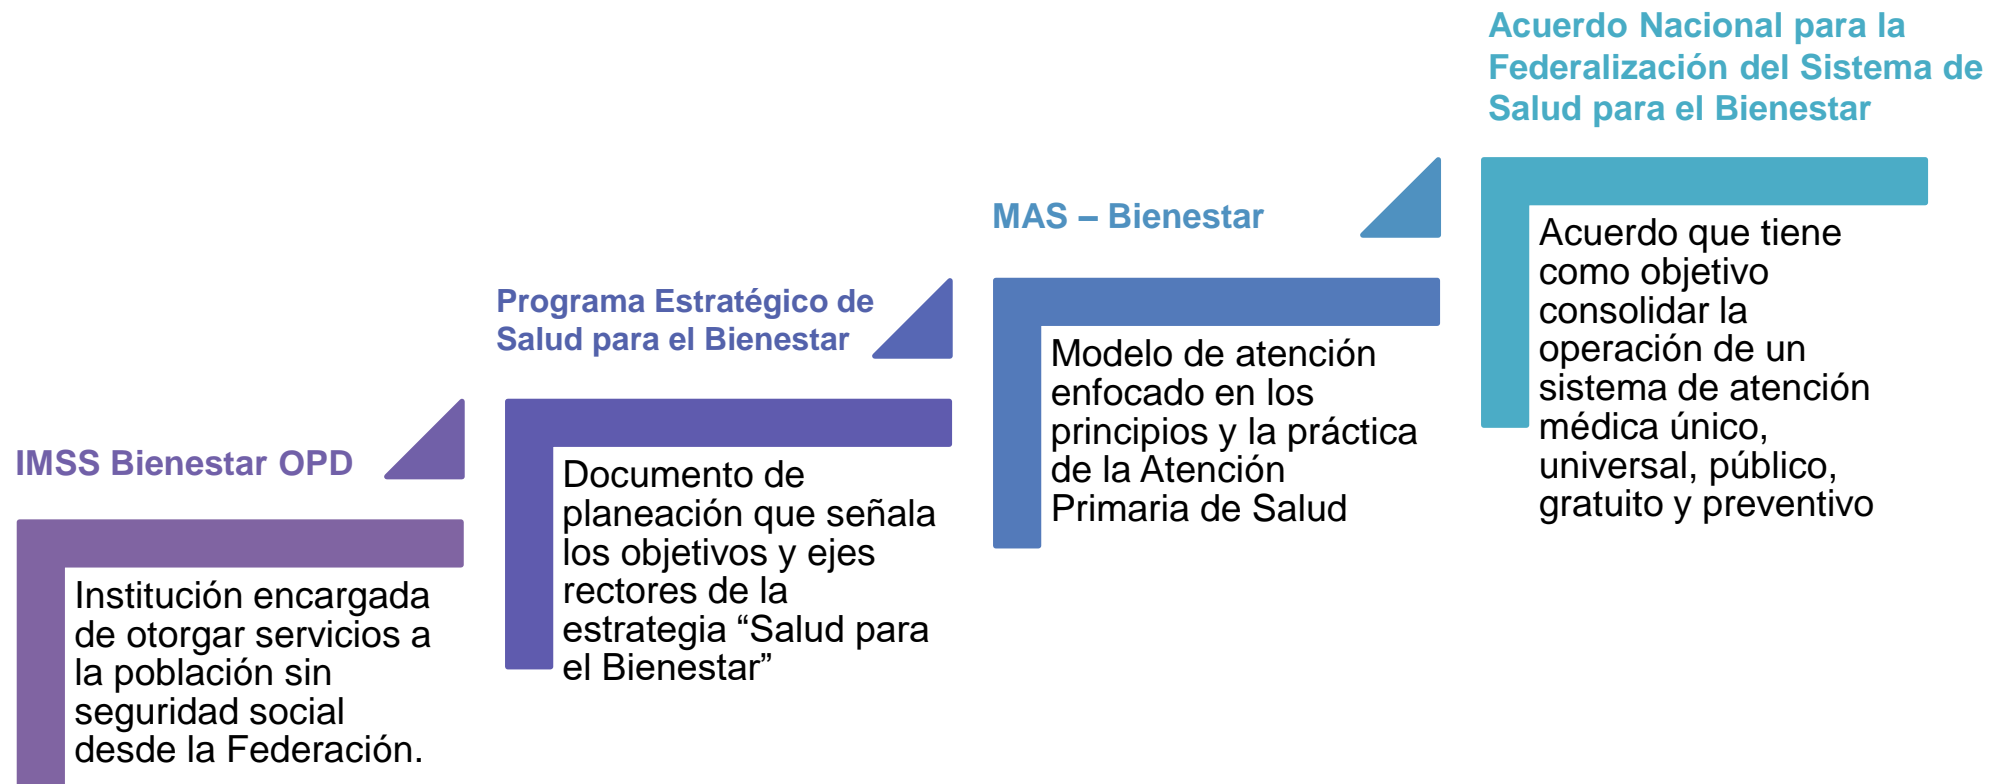 IMSS Bienestar OPD
Institución encargada
de otorgar servicios a
la población sin
seguridad social
desde la Federación.
Programa Estratégico de
Salud para el Bienestar
Documento de
planeación que señala
los objetivos y ejes
rectores de la
estrategia “Salud para
el Bienestar”
MAS – Bienestar
Modelo de atención
enfocado en los
principios y la práctica
de la Atención
Primaria de Salud
Acuerdo Nacional para la
Federalización del Sistema de
Salud para el Bienestar
Acuerdo que tiene
como objetivo
consolidar la
operación de un
sistema de atención
médica único,
universal, público,
gratuito y preventivo